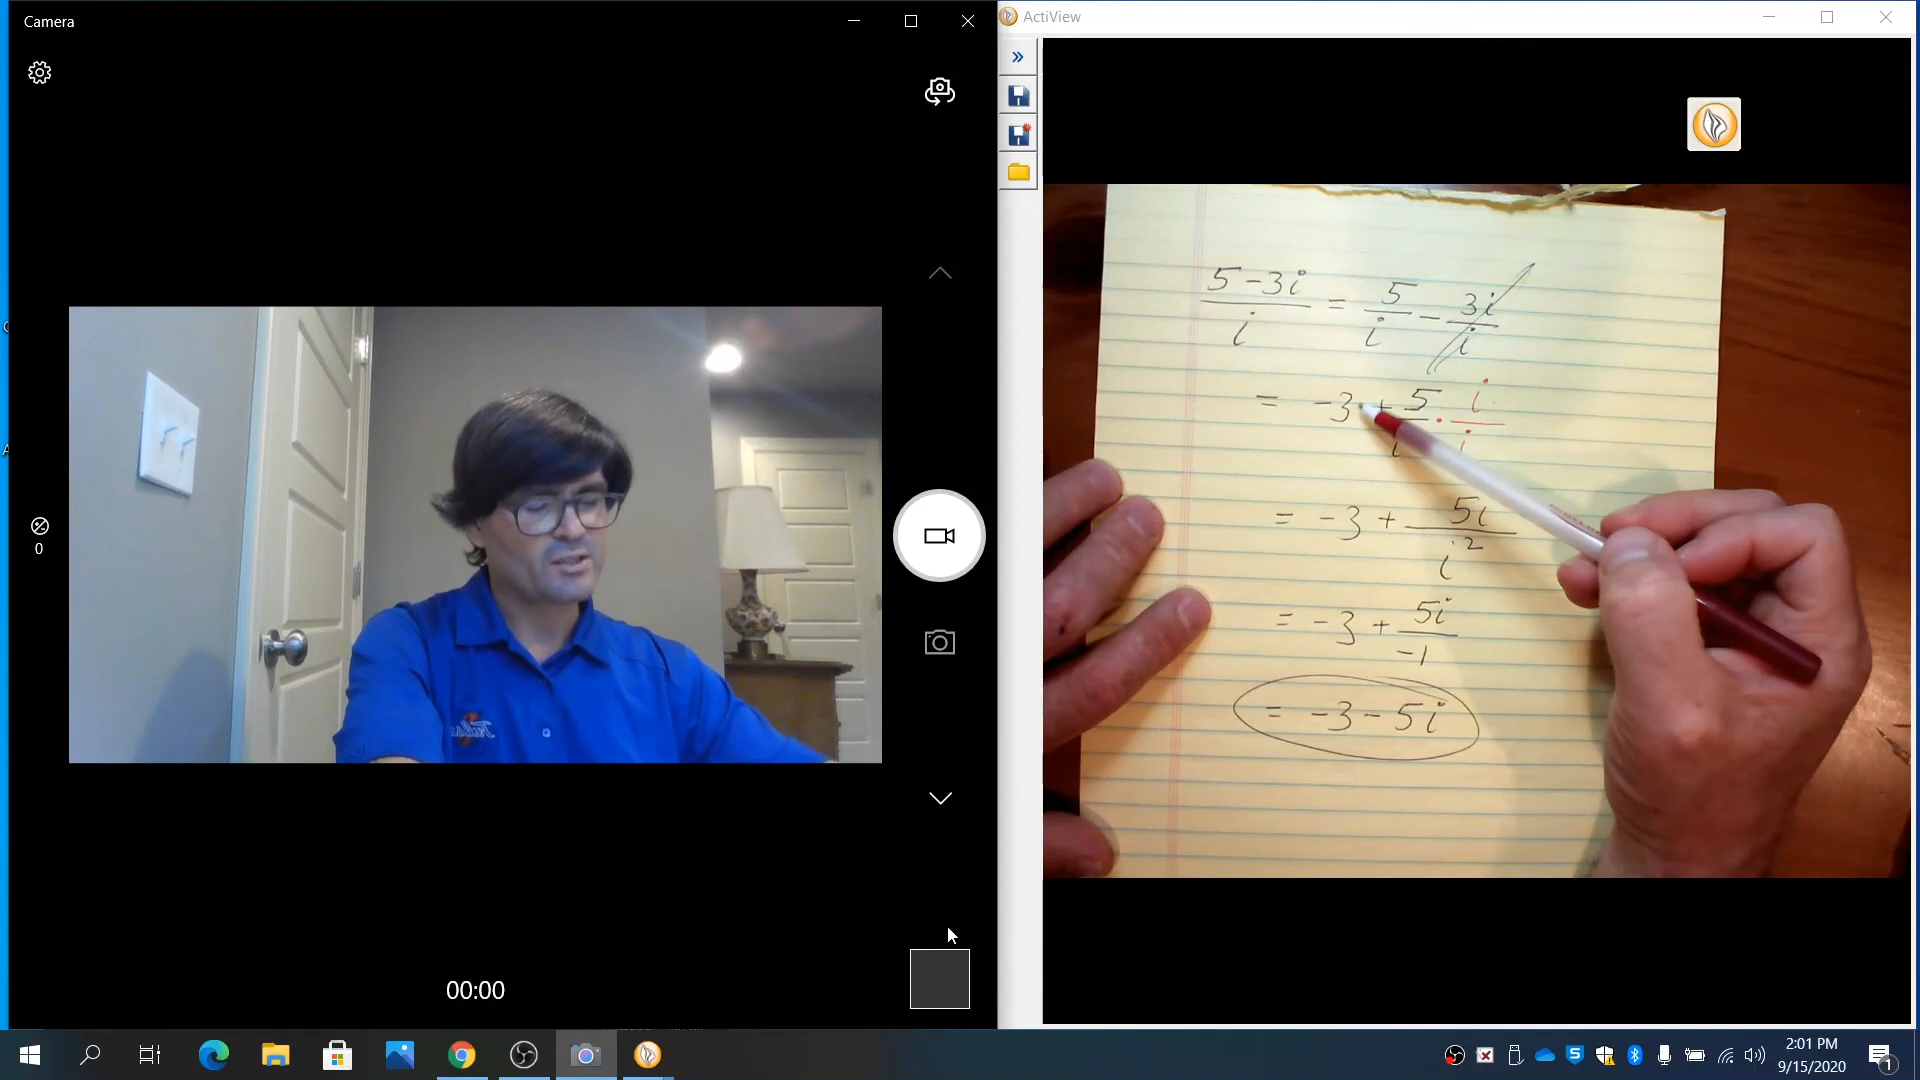 Camera
ActiView
0
5 - 3i / i = 5 / i - 3i / i
= -3 + 5 / i · i / i
= -3 + 5i / i²
= -3 + 5i / -1
= -3 - 5i
00:00
2:01 PM
9/15/2020
1